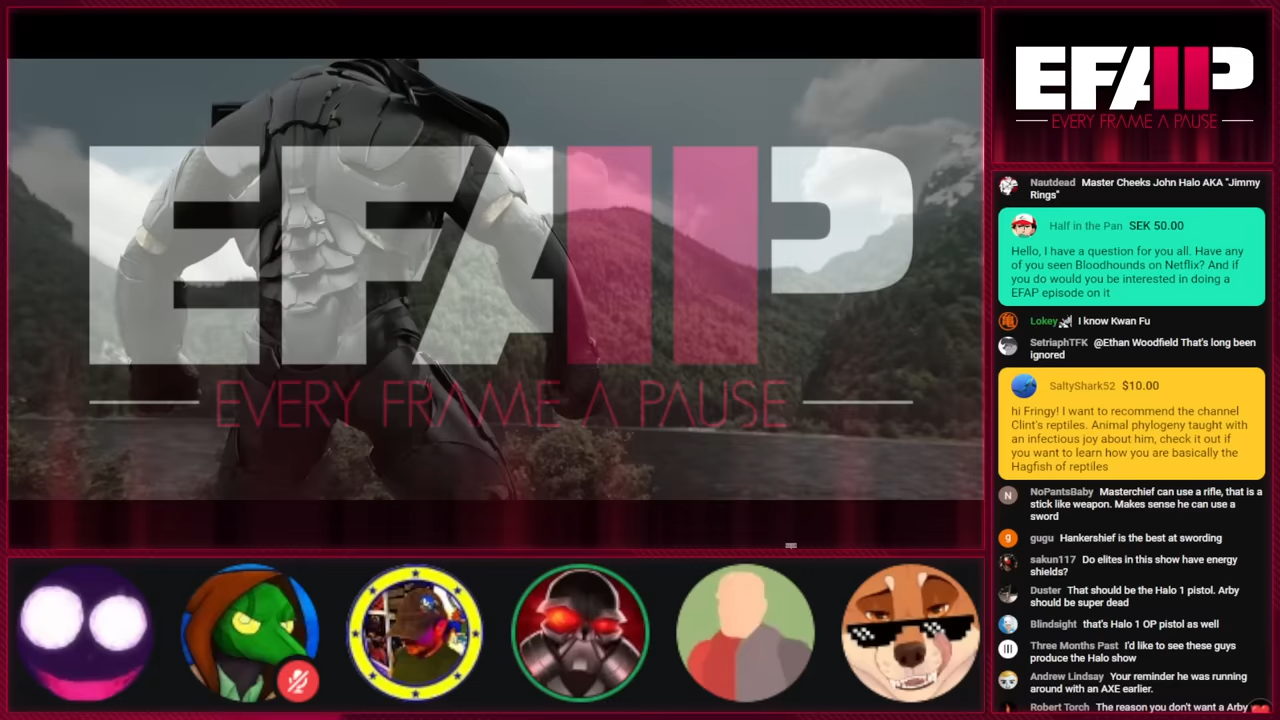 EFAP
EVERY FRAME A PAUSE
EFAP
EVERY FRAME A PAUSE
Nautdead Master Cheeks John Halo AKA "Jimmy
Rings"
Half in the Pan SEK 50.00
Hello, I have a question for you all. Have any
of you seen Bloodhounds on Netflix? And if
you do would you be interested in doing a
EFAP episode on it
Lokey I know Kwan Fu
SetriaphTFK @Ethan Woodfield That's long been
ignored
SaltyShark52 $10.00
hi Fringy! I want to recommend the channel
Clint's reptiles. Animal phylogeny taught with
an infectious joy about him, check it out if
you want to learn how you are basically the
Hagfish of reptiles
N
NoPantsBaby Masterchief can use a rifle, that is a
stick like weapon. Makes sense he can use a
sword
g
gugu Hankershief is the best at swording
sakun117 Do elites in this show have energy
shields?
Duster That should be the Halo 1 pistol. Arby
should be super dead
Blindsight that's Halo 1 OP pistol as well
Three Months Past I'd like to see these guys
produce the Halo show
Andrew Lindsay Your reminder he was running
around with an AXE earlier.
Robert Torch The reason you don't want a Arby